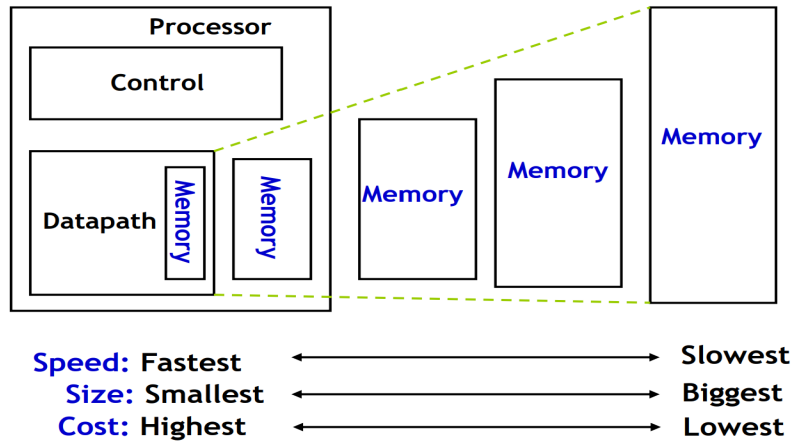 Processor
Control
Datapath
Memory
Memory
Memory
Memory
Memory
Speed: Fastest Slowest
Size: Smallest Biggest
Cost: Highest Lowest